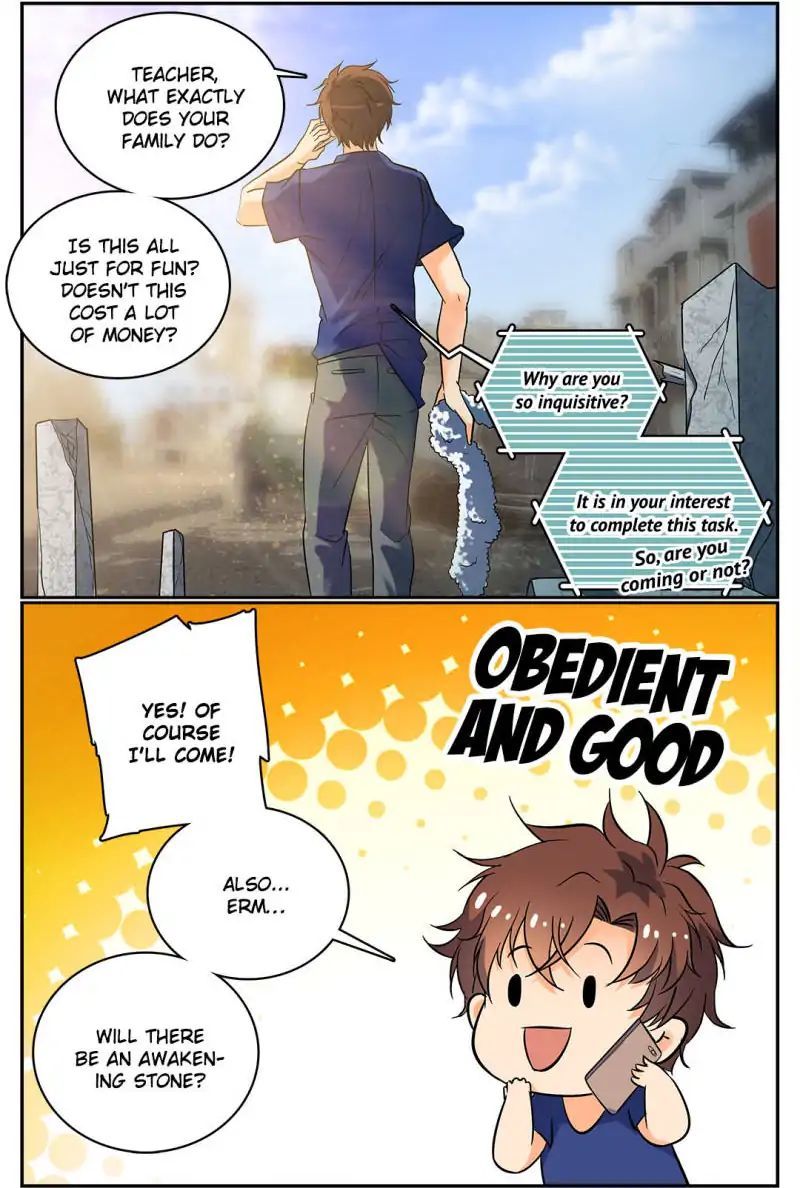 TEACHER,
WHAT EXACTLY
DOES YOUR
FAMILY DO?
IS THIS ALL
JUST FOR FUN?
DOESN'T THIS
COST A LOT
OF MONEY?
Why are you
so inquisitive?
It is in your interest
to complete this task.
So, are you
coming or not?
OBEDIENT
AND GOOD
YES! OF
COURSE
I'LL COME!
ALSO...
ERM...
WILL THERE
BE AN AWAKEN-
ING STONE?